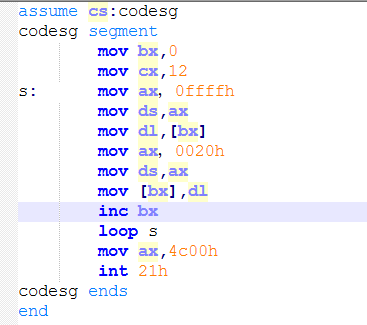 assume cs:codesg
codesg segment
mov bx,0
mov cx,12
s: mov ax, 0ffffh
mov ds,ax
mov dl,[bx]
mov ax, 0020h
mov ds,ax
mov [bx],dl
inc bx
loop s
mov ax,4c00h
int 21h
codesg ends
end